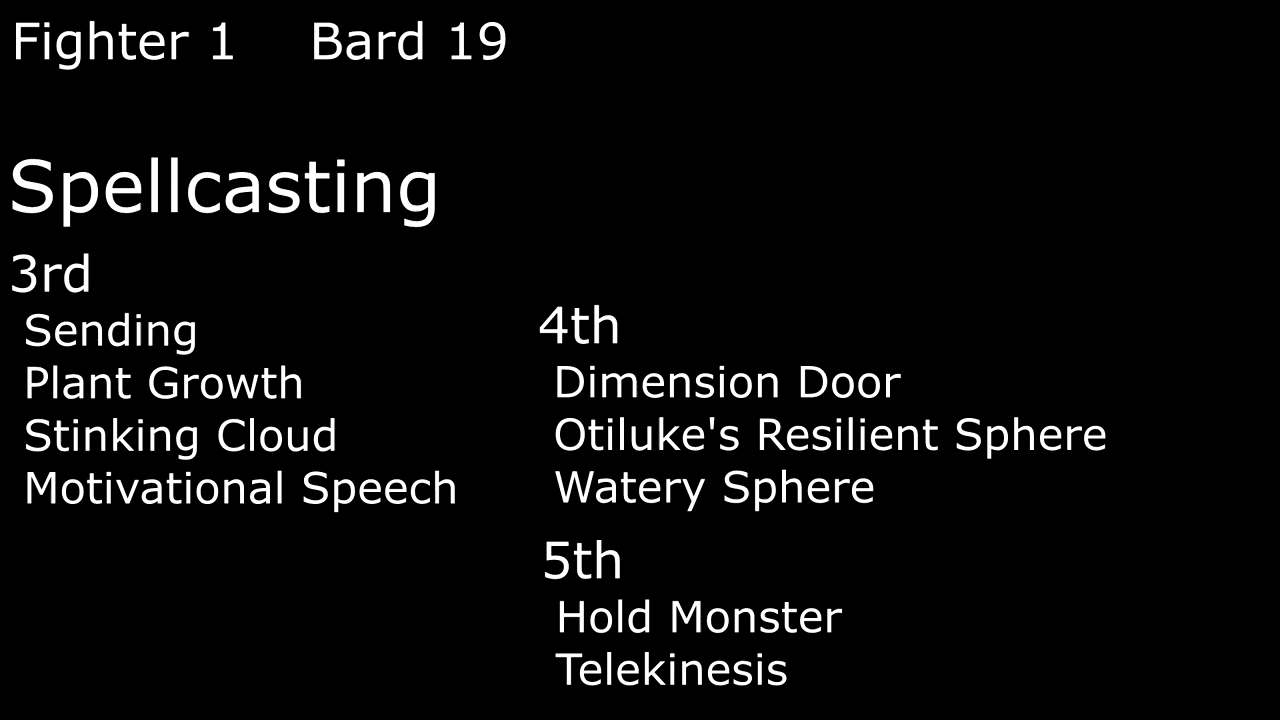 Fighter 1    Bard 19
Spellcasting
3rd
Sending
Plant Growth
Stinking Cloud
Motivational Speech
4th
Dimension Door
Otiluke's Resilient Sphere
Watery Sphere
5th
Hold Monster
Telekinesis